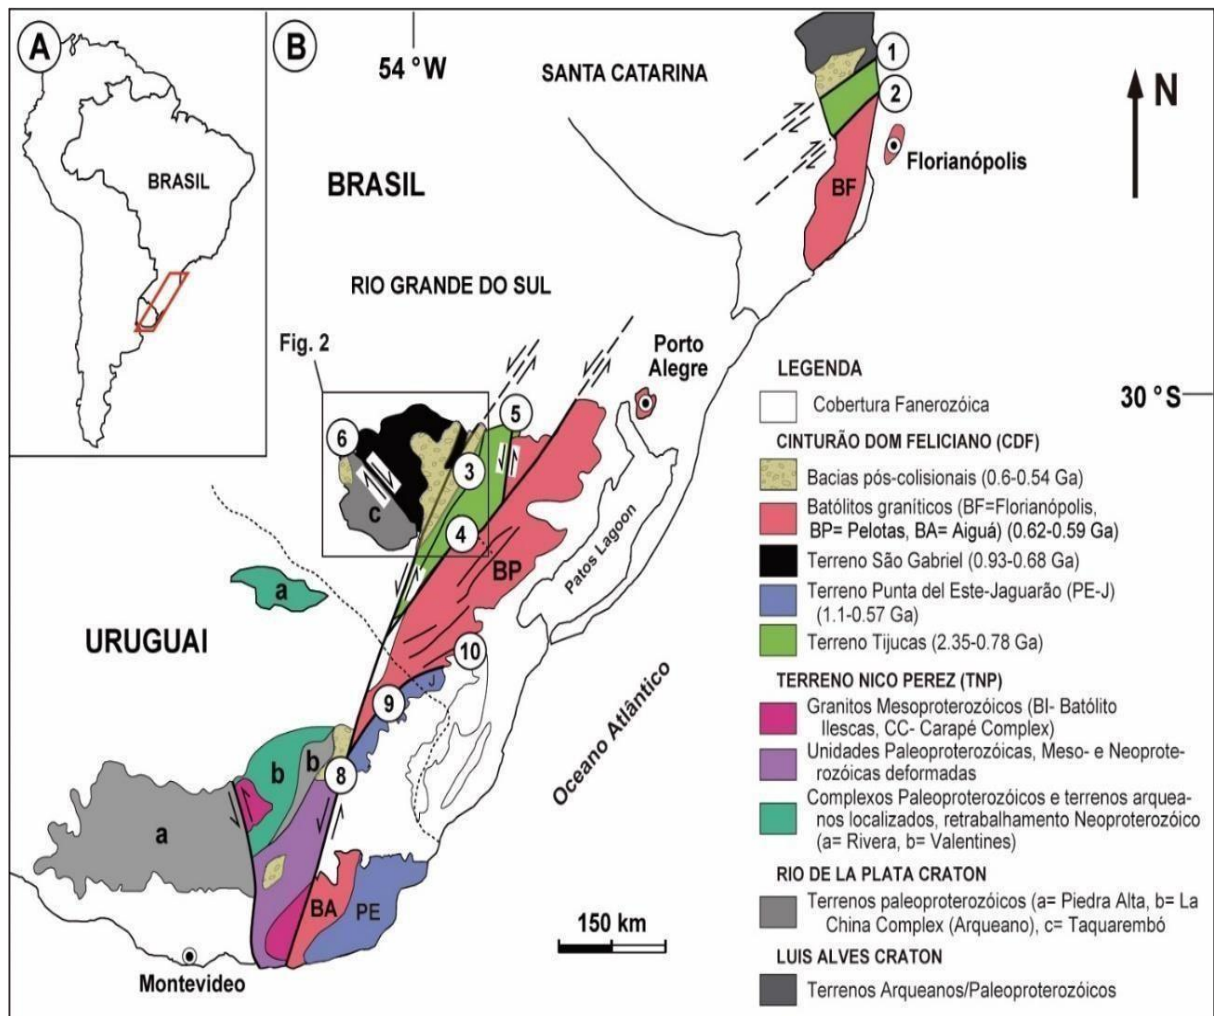 A
BRASIL
B
54 °W
SANTA CATARINA
1
2
N
Florianópolis
BF
BRASIL
RIO GRANDE DO SUL
Fig. 2
Porto
Alegre
30 °S
5
6
3
c
4
BP
Patos Lagoon
a
URUGUAI
10
J
9
Oceano Atlântico
b
b
8
a
BA
PE
150 km
Montevideo
LEGENDA
Cobertura Fanerozóica
CINTURÃO DOM FELICIANO (CDF)
Bacias pós-colisionais (0.6-0.54 Ga)
Batólitos graníticos (BF=Florianópolis,
BP= Pelotas, BA= Aiguá) (0.62-0.59 Ga)
Terreno São Gabriel (0.93-0.68 Ga)
Terreno Punta del Este-Jaguarão (PE-J)
(1.1-0.57 Ga)
Terreno Tijucas (2.35-0.78 Ga)
TERRENO NICO PEREZ (TNP)
Granitos Mesoproterozóicos (BI- Batólito
Ilescas, CC- Carapé Complex)
Unidades Paleoproterozóicas, Meso- e Neoprote-
rozóicas deformadas
Complexos Paleoproterozóicos e terrenos arquea-
nos localizados, retrabalhamento Neoproterozóico
(a= Rivera, b= Valentines)
RIO DE LA PLATA CRATON
Terrenos paleoproterozóicos (a= Piedra Alta, b= La
China Complex (Arqueano), c= Taquarembó
LUIS ALVES CRATON
Terrenos Arqueanos/Paleoproterozóicos